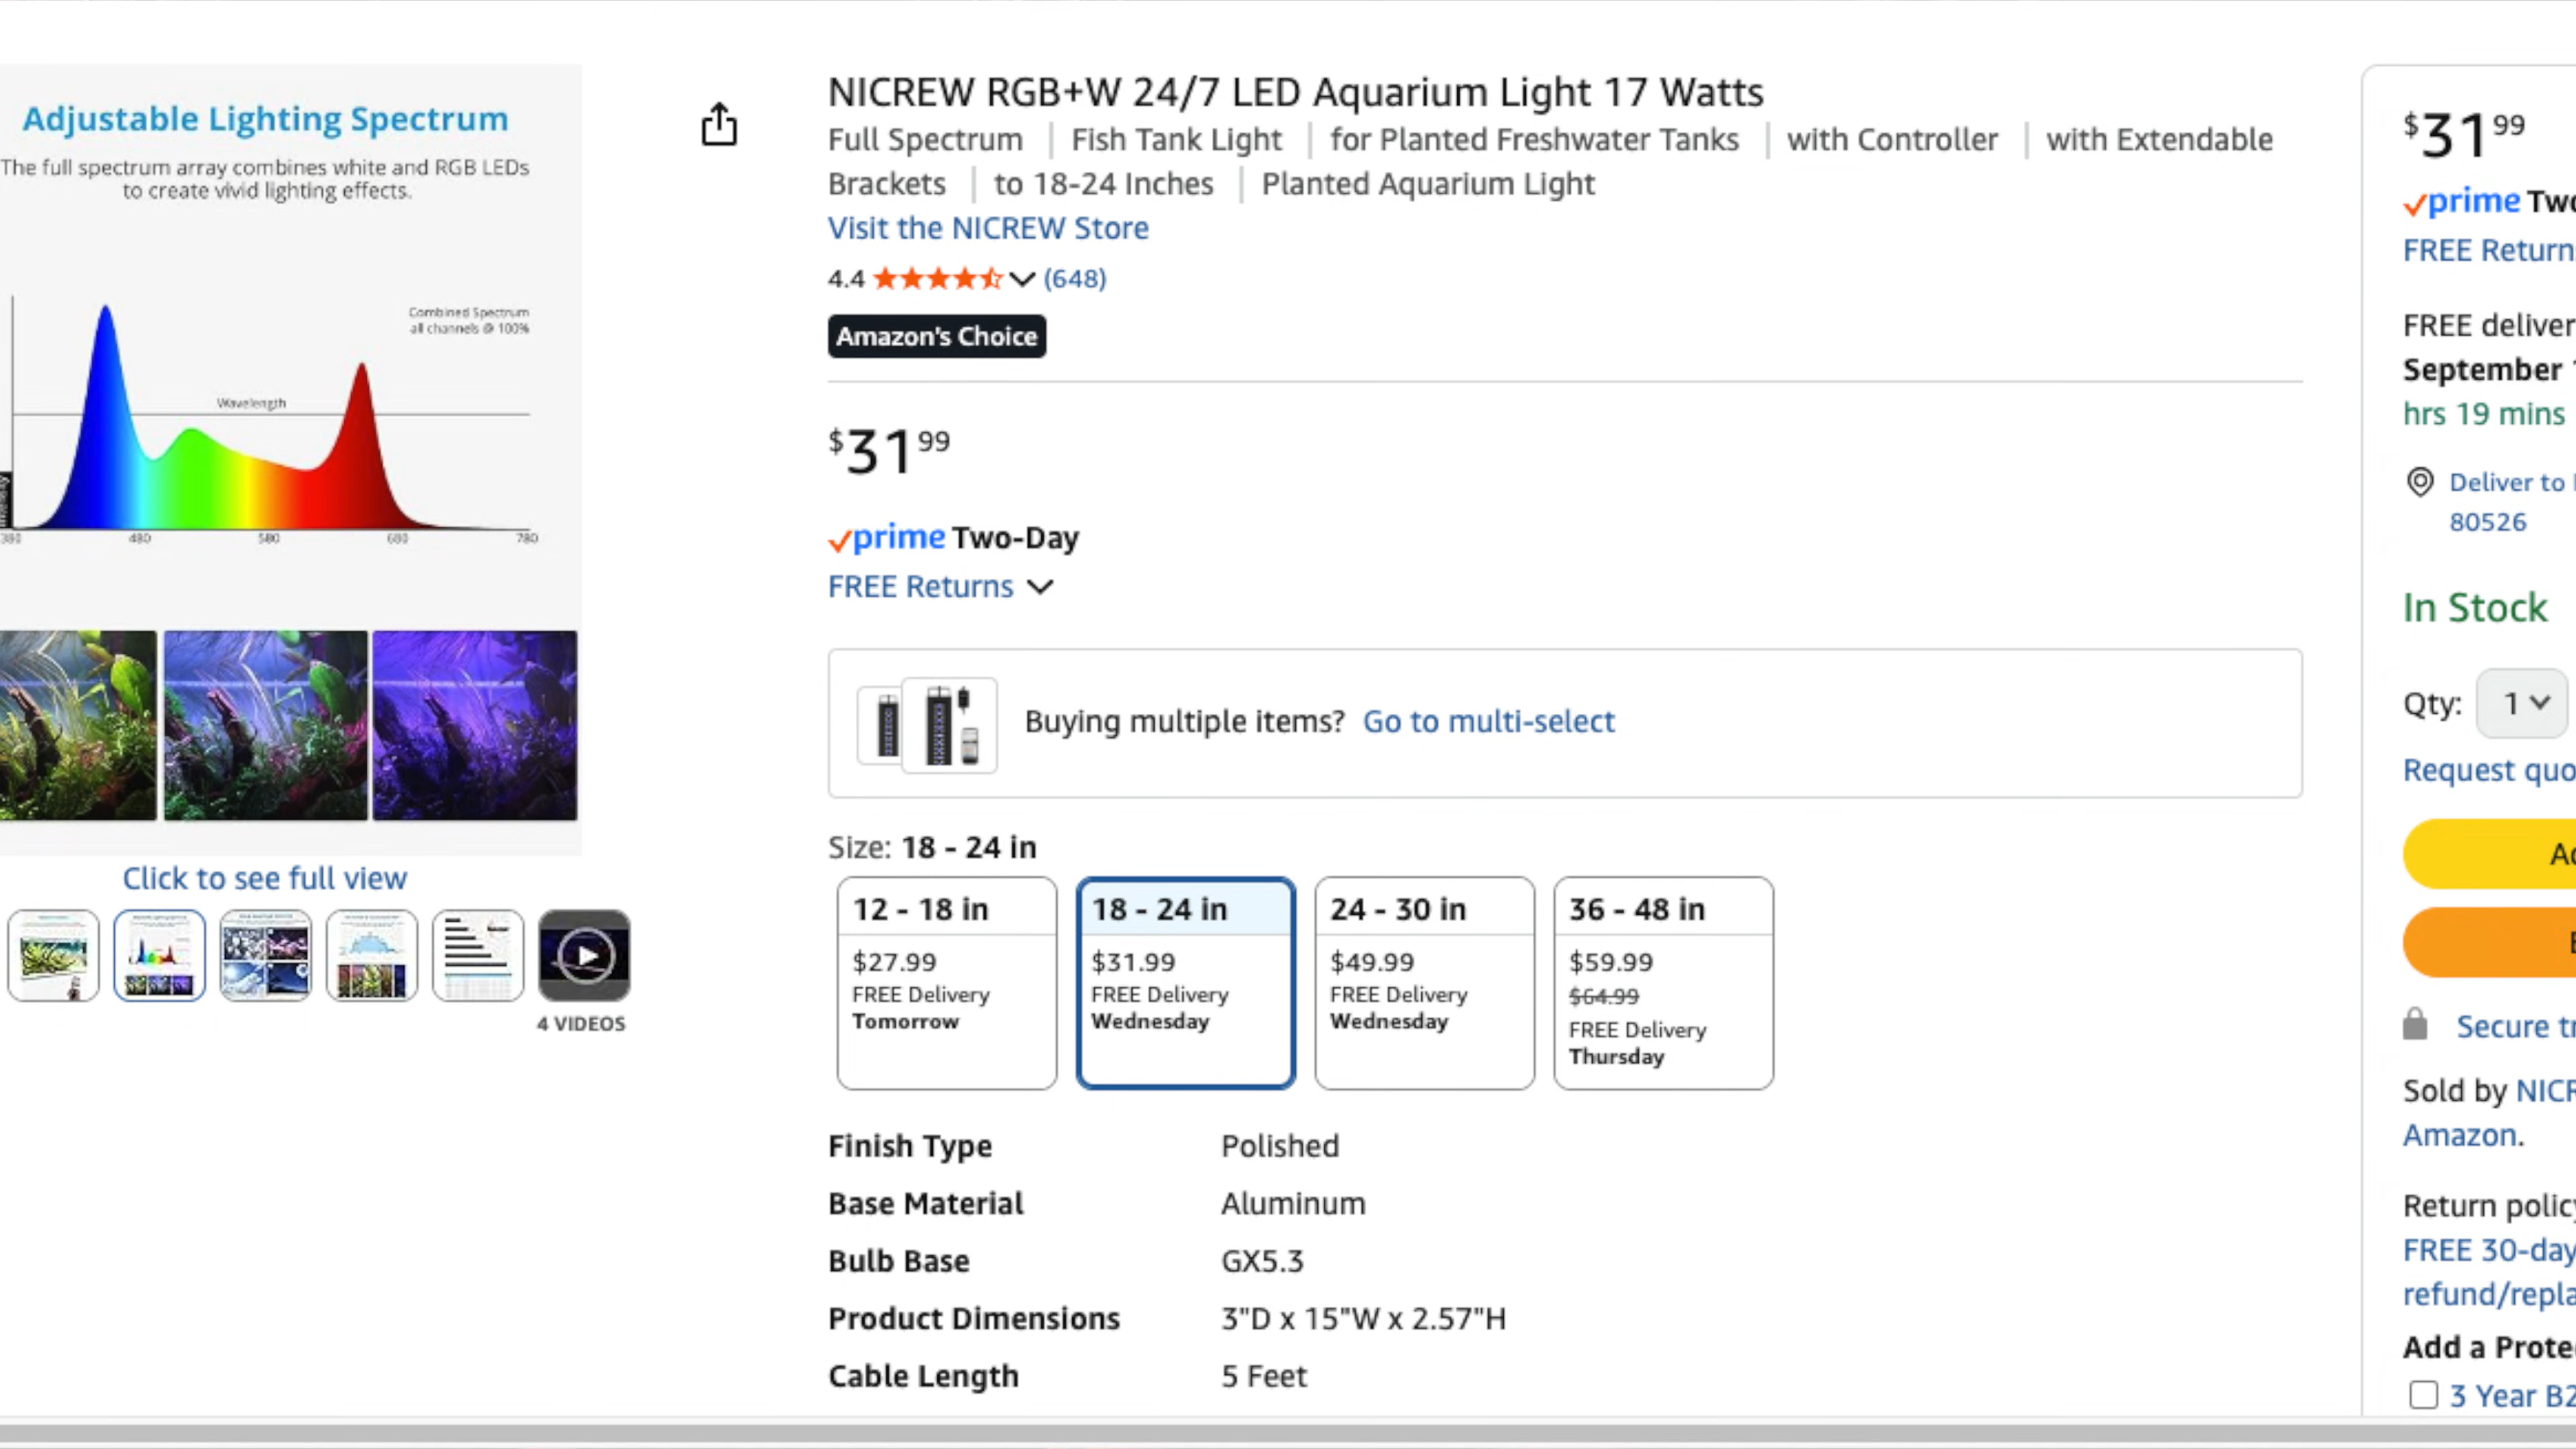 Adjustable Lighting Spectrum
The full spectrum array combines white and RGB LEDs
to create vivid lighting effects.
Combined Spectrum
all channels @ 100%
Wavelength
380 480 580 680 780
Click to see full view
4 VIDEOS
NICREW RGB+W 24/7 LED Aquarium Light 17 Watts
Full Spectrum | Fish Tank Light | for Planted Freshwater Tanks | with Controller | with Extendable
Brackets | to 18-24 Inches | Planted Aquarium Light
Visit the NICREW Store
4.4 (648)
Amazon's Choice
$31 99
prime Two-Day
FREE Returns
Buying multiple items? Go to multi-select
Size: 18 - 24 in
12 - 18 in
$27.99
FREE Delivery
Tomorrow
18 - 24 in
$31.99
FREE Delivery
Wednesday
24 - 30 in
$49.99
FREE Delivery
Wednesday
36 - 48 in
$59.99
$64.99
FREE Delivery
Thursday
Finish Type Polished
Base Material Aluminum
Bulb Base GX5.3
Product Dimensions 3"D x 15"W x 2.57"H
Cable Length 5 Feet
$31 99
prime
FREE
September
hrs 19 mins
Deliver to
80526
In Stock
Qty: 1
Request
Secure
Sold by
Amazon.
Return
FREE 30-day
Add a
3 Year